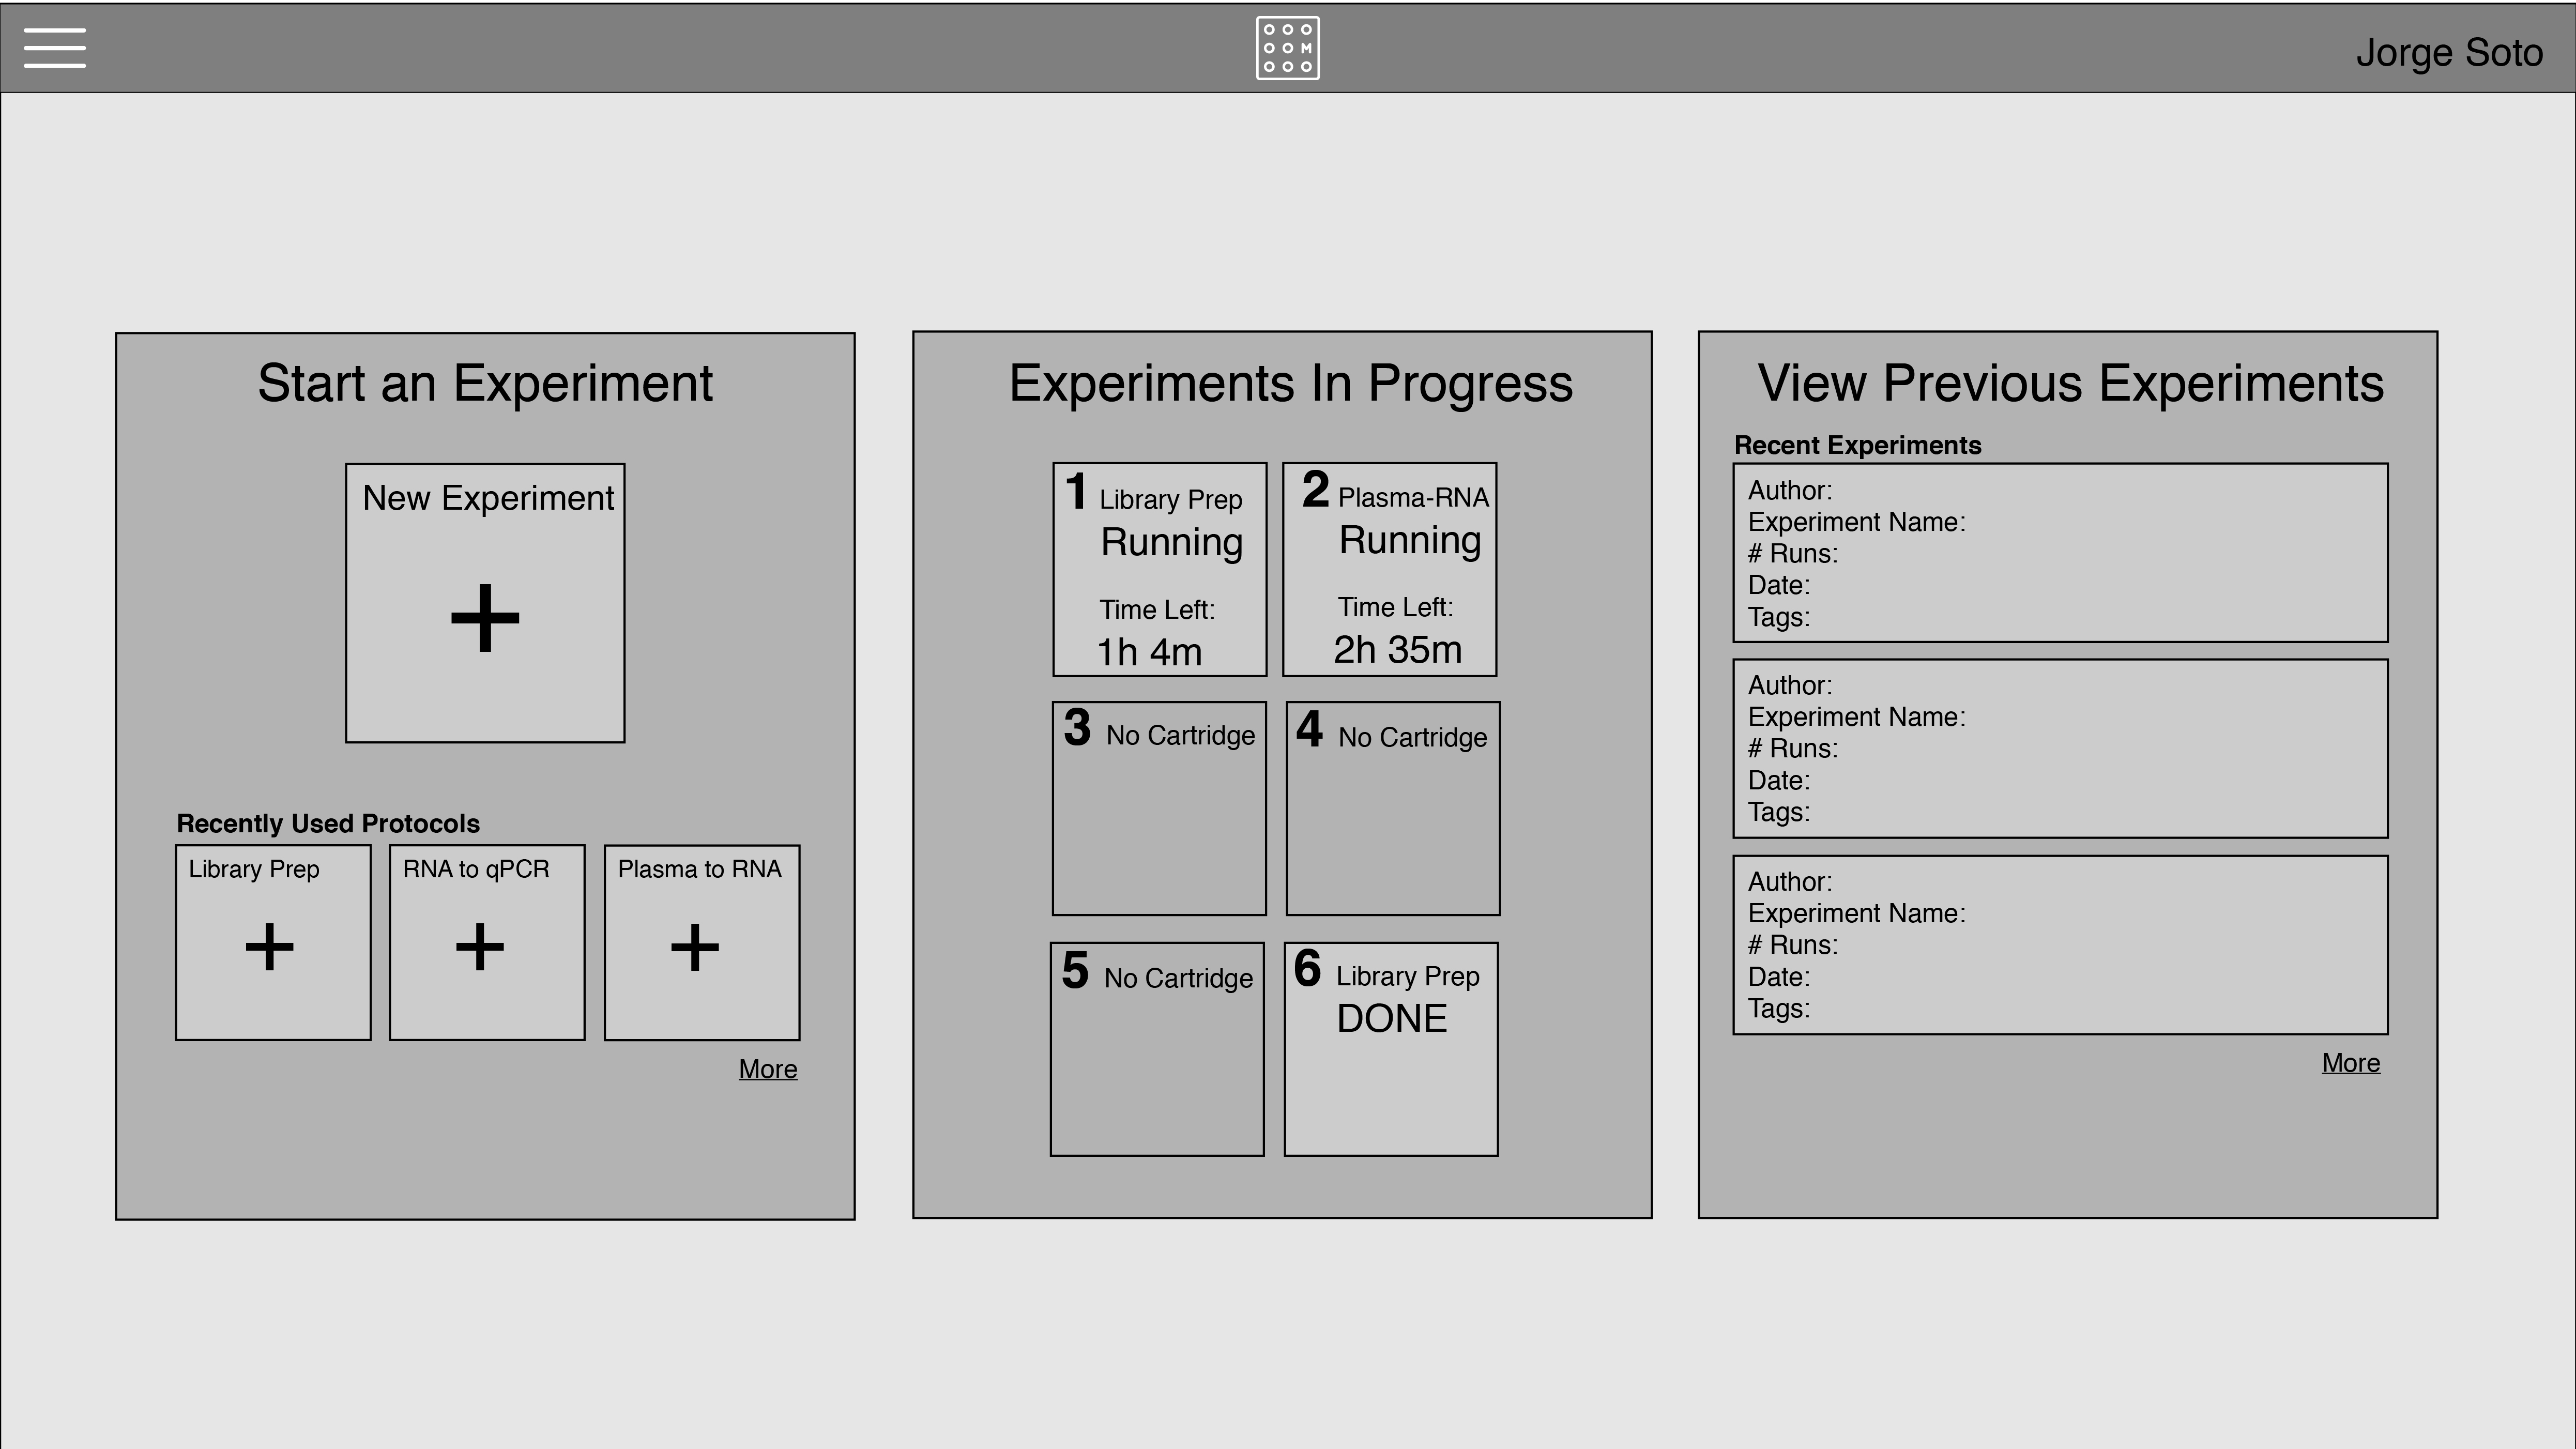 M
Jorge Soto
Start an Experiment
New Experiment
+
Recently Used Protocols
Library Prep
+
RNA to qPCR
+
Plasma to RNA
+
More
Experiments In Progress
1 Library Prep
Running
Time Left:
1h 4m
2 Plasma-RNA
Running
Time Left:
2h 35m
3 No Cartridge
4 No Cartridge
5 No Cartridge
6 Library Prep
DONE
View Previous Experiments
Recent Experiments
Author:
Experiment Name:
# Runs:
Date:
Tags:
Author:
Experiment Name:
# Runs:
Date:
Tags:
Author:
Experiment Name:
# Runs:
Date:
Tags:
More